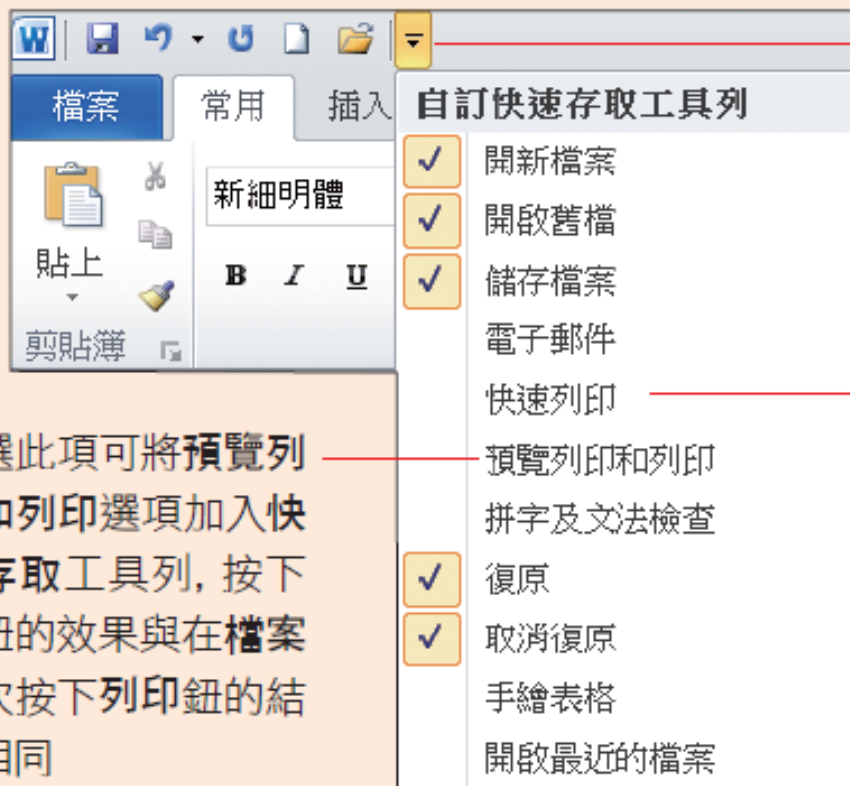 W
檔案 常用 插入
新細明體
貼上
B I U
剪貼簿
自訂快速存取工具列
開新檔案
開啟舊檔
儲存檔案
電子郵件
快速列印
預覽列印和列印
拼字及文法檢查
復原
取消復原
手繪表格
開啟最近的檔案
選此項可將預覽列
和列印選項加入快
存取工具列, 按下
鈕的效果與在檔案
次按下列印鈕的結
相同